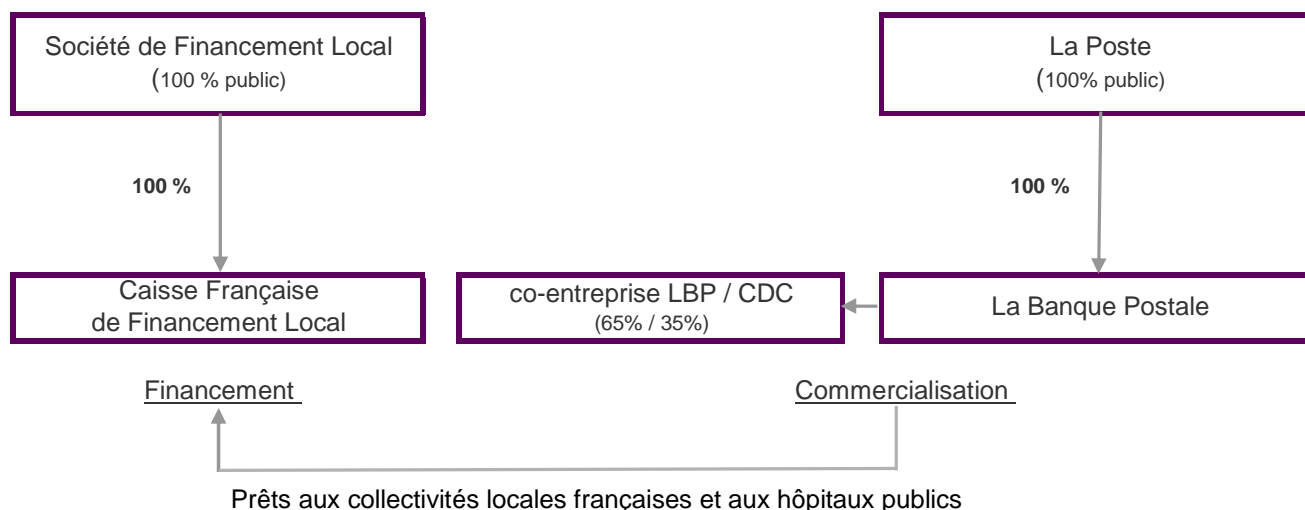 Société de Financement Local
(100 % public)
La Poste
(100% public)
100 %
100 %
Caisse Française
de Financement Local
co-entreprise LBP / CDC
(65% / 35%)
La Banque Postale
Financement
Commercialisation
Prêts aux collectivités locales françaises et aux hôpitaux publics